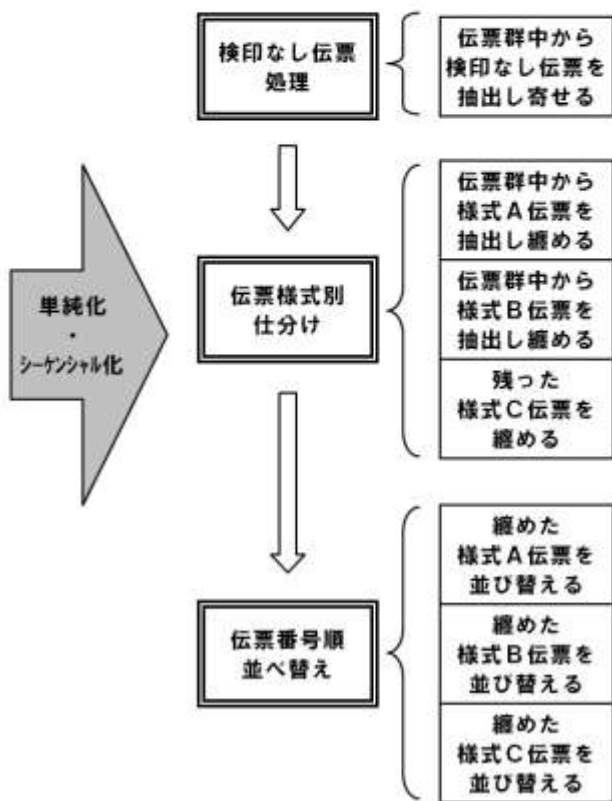 検印なし伝票
処理
伝票群中から
検印なし伝票を
抽出し寄せる
単純化
・
シーケンシャル化
伝票様式別
仕分け
伝票群中から
様式A伝票を
抽出し纏める
伝票群中から
様式B伝票を
抽出し纏める
残った
様式C伝票を
纏める
伝票番号順
並べ替え
纏めた
様式A伝票を
並び替える
纏めた
様式B伝票を
並び替える
纏めた
様式C伝票を
並び替える